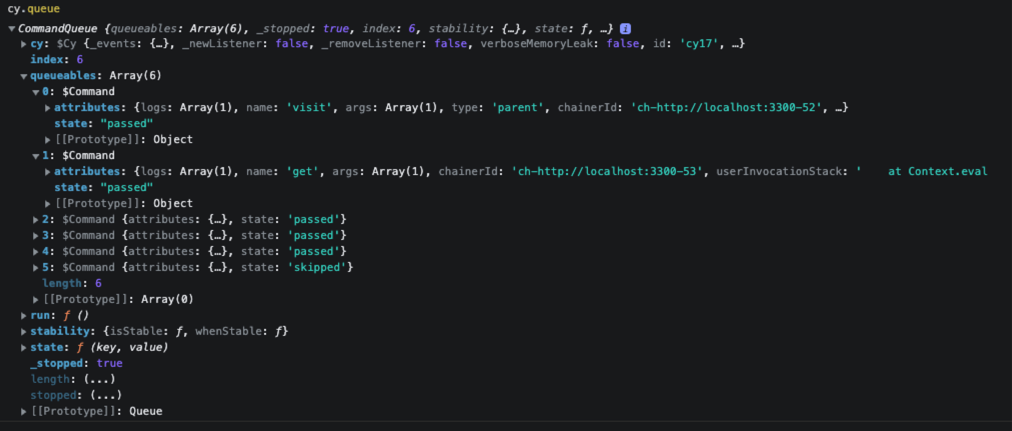 cy.queue
CommandQueue {queueables: Array(6), _stopped: true, index: 6, stability: {…}, state: ƒ, …} i
cy: $Cy {_events: {…}, _newListener: false, _removeListener: false, verboseMemoryLeak: false, id: 'cy17', …}
index: 6
queueables: Array(6)
0: $Command
attributes: {logs: Array(1), name: 'visit', args: Array(1), type: 'parent', chainerId: 'ch-http://localhost:3300-52', …}
state: "passed"
[[Prototype]]: Object
1: $Command
attributes: {logs: Array(1), name: 'get', args: Array(1), chainerId: 'ch-http://localhost:3300-53', userInvocationStack: '    at Context.eval
state: "passed"
[[Prototype]]: Object
2: $Command {attributes: {…}, state: 'passed'}
3: $Command {attributes: {…}, state: 'passed'}
4: $Command {attributes: {…}, state: 'passed'}
5: $Command {attributes: {…}, state: 'skipped'}
length: 6
[[Prototype]]: Array(0)
run: ƒ ()
stability: {isStable: ƒ, whenStable: ƒ}
state: ƒ (key, value)
_stopped: true
length: (...)
stopped: (...)
[[Prototype]]: Queue